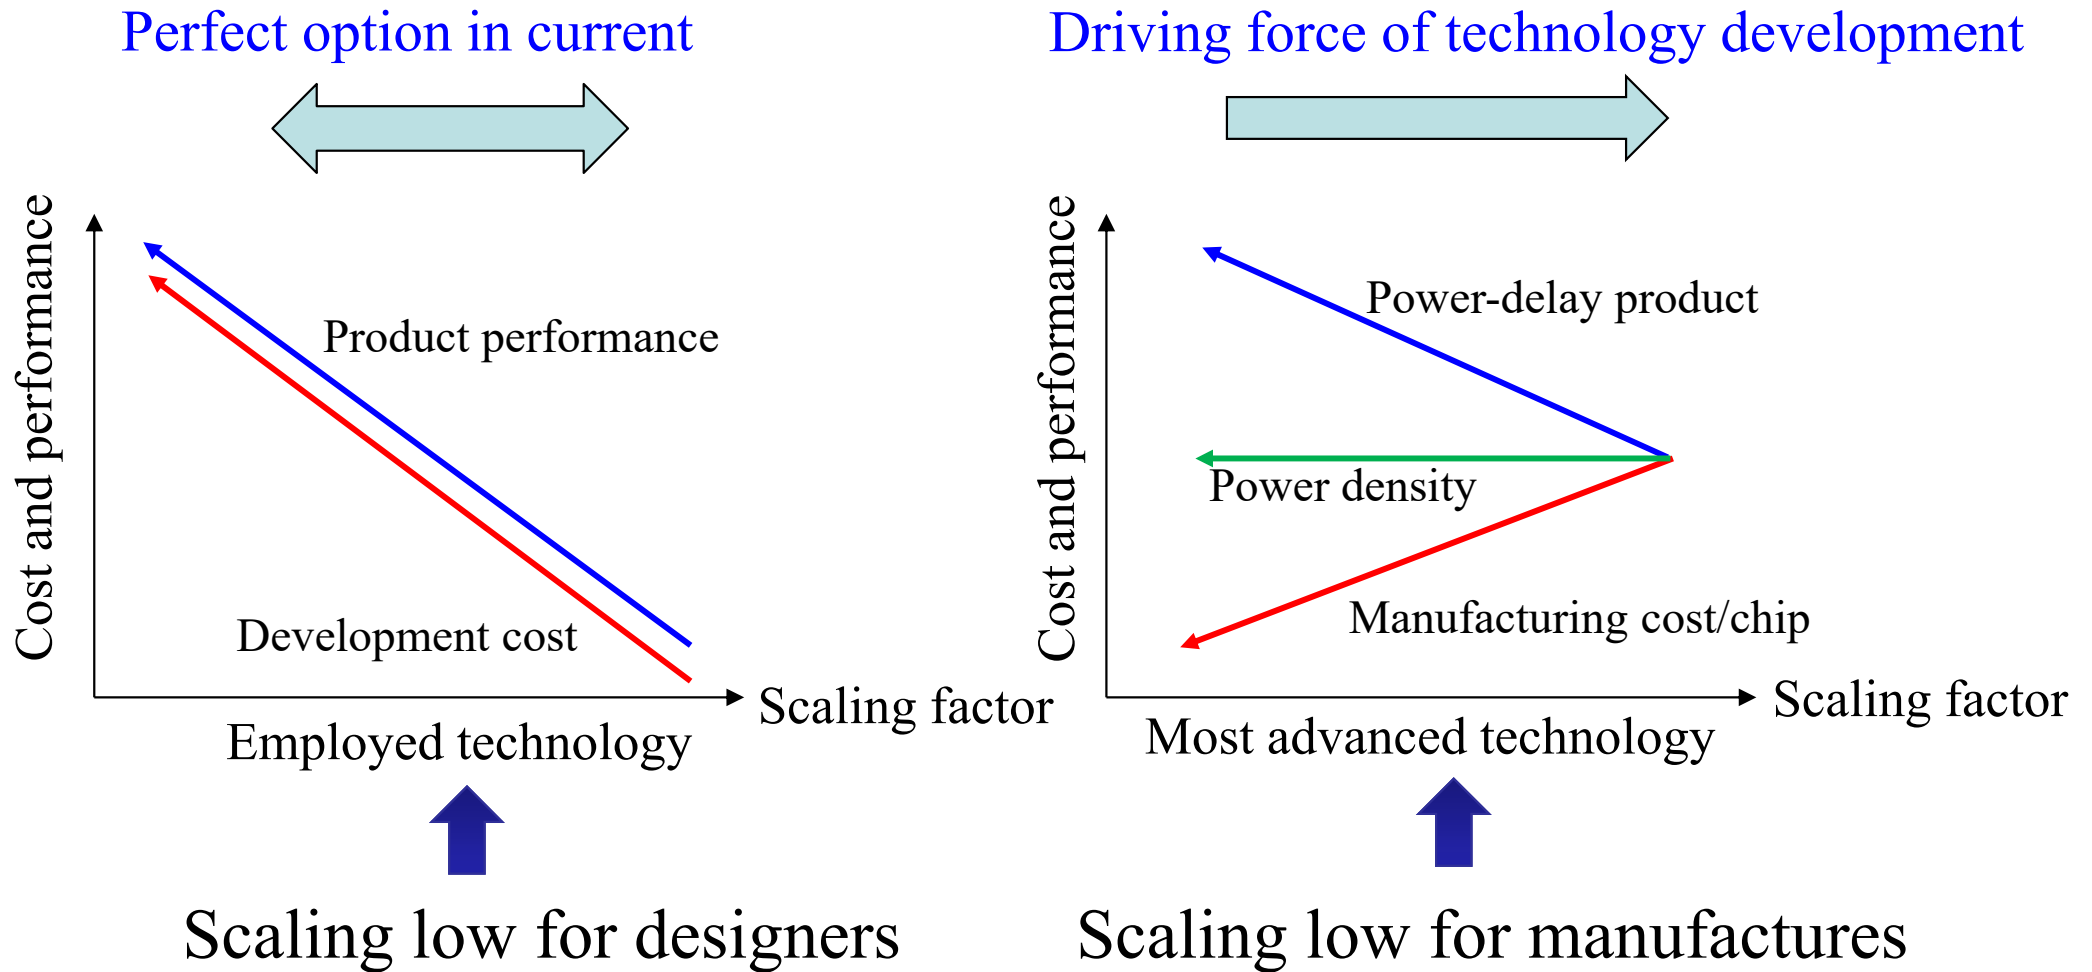 Perfect option in current
Cost and performance
Product performance
Development cost
Scaling factor
Employed technology
Scaling low for designers
Driving force of technology development
Cost and performance
Power-delay product
Power density
Manufacturing cost/chip
Scaling factor
Most advanced technology
Scaling low for manufactures